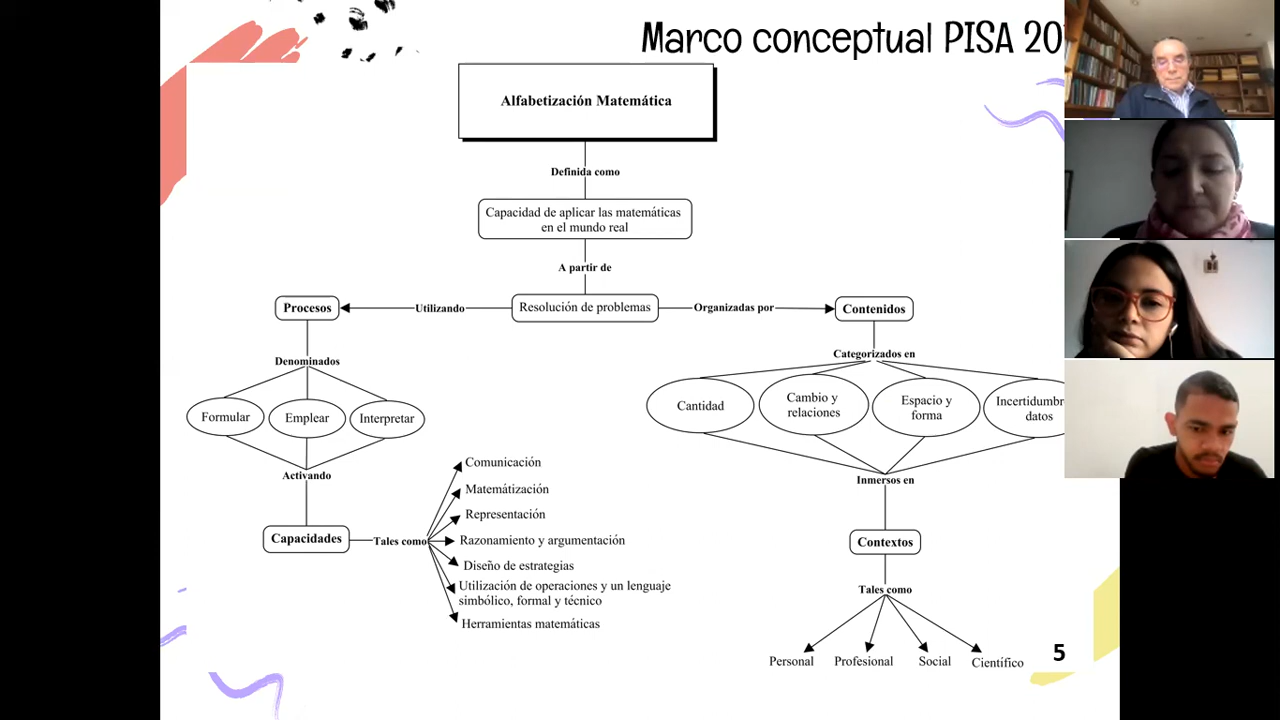 Marco conceptual PISA 20
Alfabetización Matemática
Definida como
Capacidad de aplicar las matemáticas
en el mundo real
A partir de
Procesos
Utilizando
Resolución de problemas
Organizadas por
Contenidos
Denominados
Categorizados en
Formular
Emplear
Interpretar
Cantidad
Cambio y
relaciones
Espacio y
forma
Incertidumbr
datos
Activando
Inmersos en
Capacidades
Tales como
Comunicación
Matemátización
Representación
Razonamiento y argumentación
Diseño de estrategias
Utilización de operaciones y un lenguaje
simbólico, formal y técnico
Herramientas matemáticas
Contextos
Tales como
Personal
Profesional
Social
Científico
5